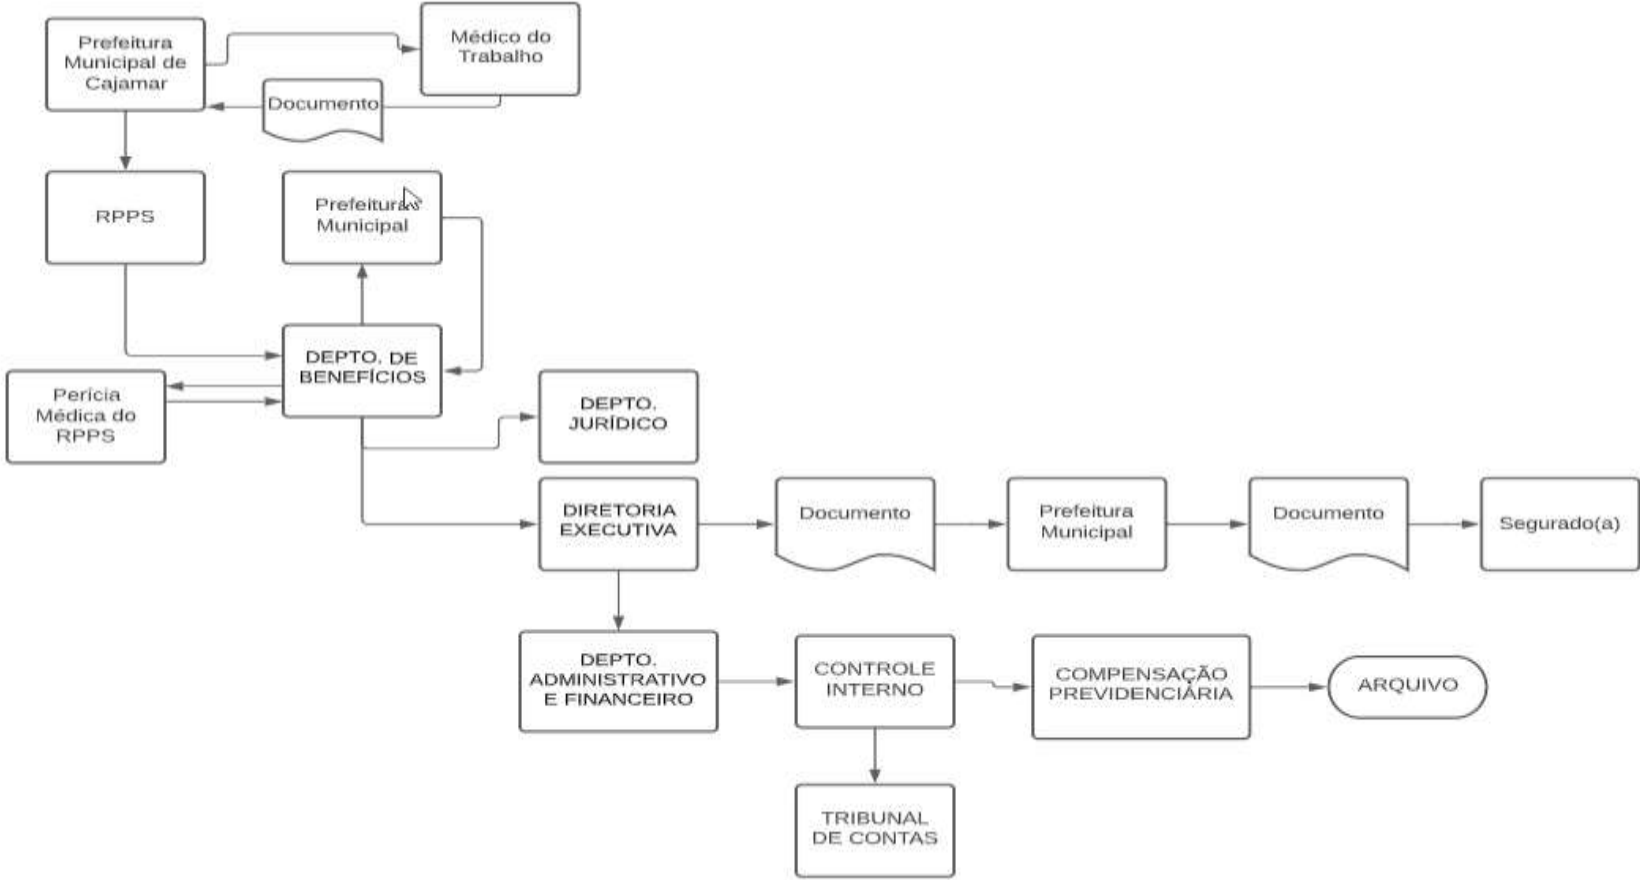 Prefeitura
Municipal de
Cajamar
Médico do
Trabalho
Documento
RPPS
Prefeitura
Municipal
DEPTO. DE
BENEFÍCIOS
Perícia
Médica do
RPPS
DEPTO.
JURÍDICO
DIRETORIA
EXECUTIVA
Documento
Prefeitura
Municipal
Documento
Segurado(a)
DEPTO.
ADMINISTRATIVO
E FINANCEIRO
CONTROLE
INTERNO
COMPENSAÇÃO
PREVIDENCIÁRIA
ARQUIVO
TRIBUNAL
DE CONTAS